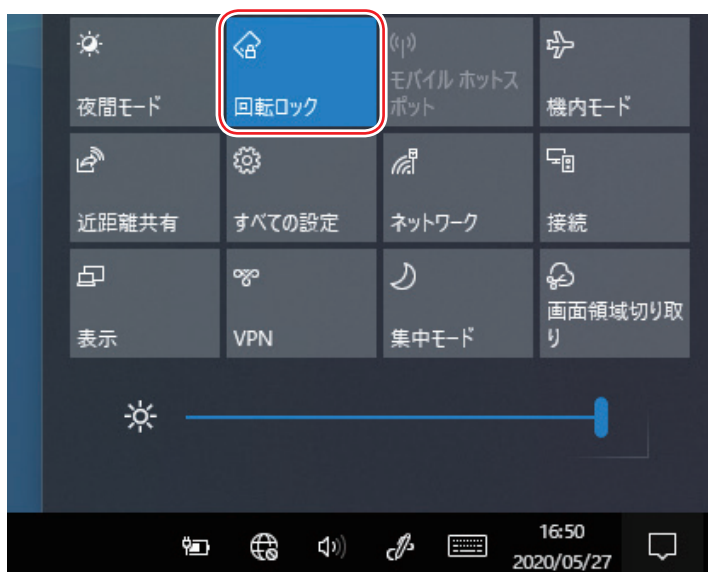 夜間モード
回転ロック
モバイル ホットス
ポット
機内モード
近距離共有
すべての設定
ネットワーク
接続
表示
VPN
集中モード
画面領域切り取
り
16:50
2020/05/27